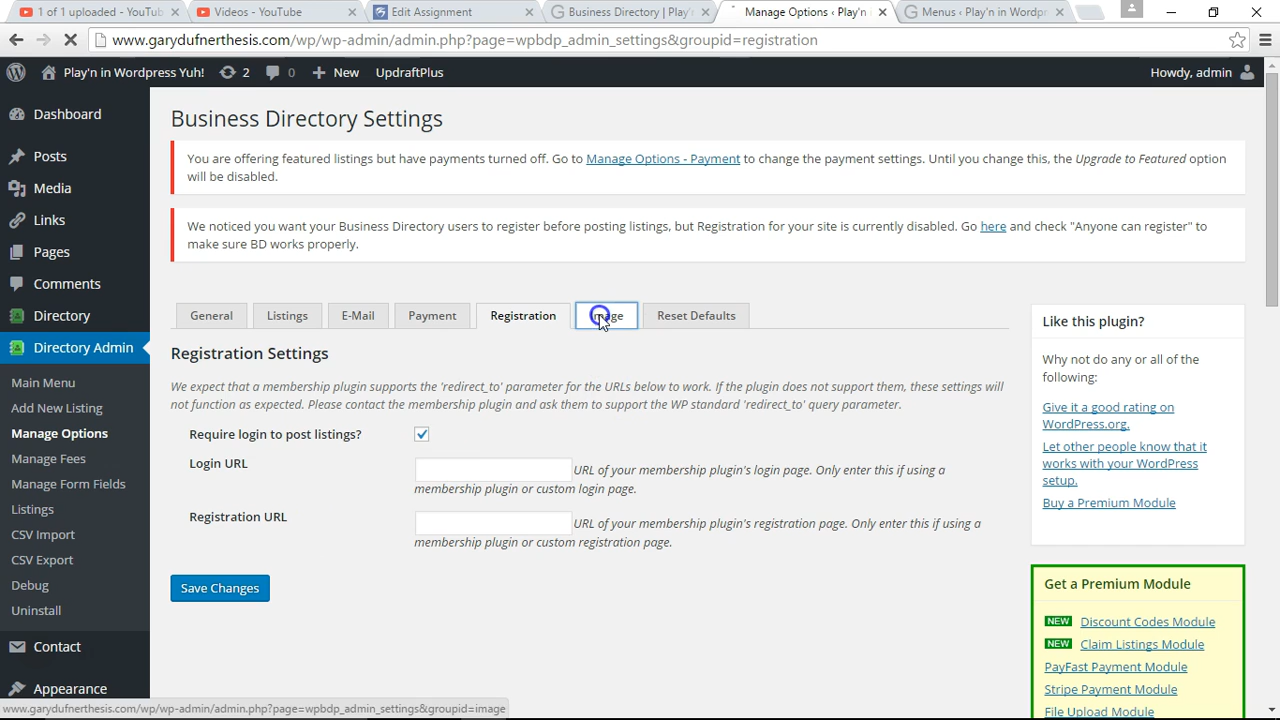 1 of 1 uploaded - YouTub
Videos - YouTube
Edit Assignment
Business Directory | Play'
Manage Options ‹ Play'n
Menus ‹ Play'n in Wordpr
www.garydufnerthesis.com/wp/wp-admin/admin.php?page=wpbdp_admin_settings&groupid=registration
Play'n in Wordpress Yuh! 2 0 New UpdraftPlus Howdy, admin
Dashboard
Posts
Media
Links
Pages
Comments
Directory
Directory Admin
Main Menu
Add New Listing
Manage Options
Manage Fees
Manage Form Fields
Listings
CSV Import
CSV Export
Debug
Uninstall
Contact
Appearance
Business Directory Settings
You are offering featured listings but have payments turned off. Go to Manage Options - Payment to change the payment settings. Until you change this, the Upgrade to Featured option
will be disabled.
We noticed you want your Business Directory users to register before posting listings, but Registration for your site is currently disabled. Go here and check "Anyone can register" to
make sure BD works properly.
General Listings E-Mail Payment Registration Image Reset Defaults
Registration Settings
We expect that a membership plugin supports the 'redirect_to' parameter for the URLs below to work. If the plugin does not support them, these settings will
not function as expected. Please contact the membership plugin and ask them to support the WP standard 'redirect_to' query parameter.
Require login to post listings?
Login URL
URL of your membership plugin's login page. Only enter this if using a
membership plugin or custom login page.
Registration URL
URL of your membership plugin's registration page. Only enter this if using a
membership plugin or custom registration page.
Save Changes
Like this plugin?
Why not do any or all of the
following:
Give it a good rating on
WordPress.org.
Let other people know that it
works with your WordPress
setup.
Buy a Premium Module
Get a Premium Module
NEW Discount Codes Module
NEW Claim Listings Module
PayFast Payment Module
Stripe Payment Module
File Upload Module
www.garydufnerthesis.com/wp/wp-admin/admin.php?page=wpbdp_admin_settings&groupid=image